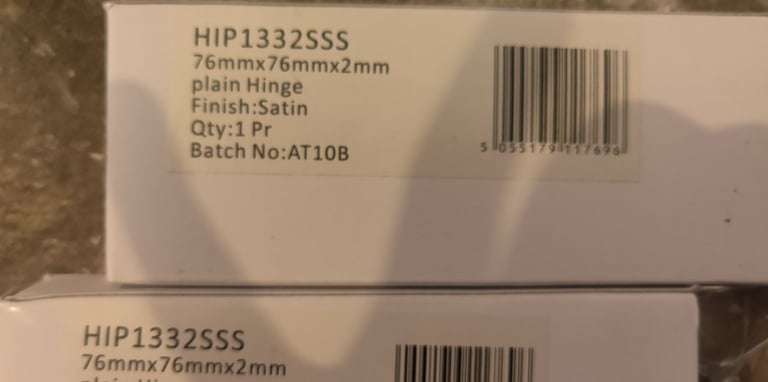 HIP1332SSS
76mmx76mmx2mm
plain Hinge
Finish:Satin
Qty:1 Pr
Batch No:AT10B
5 055179 117696
HIP1332SSS
76mmx76mmx2mm